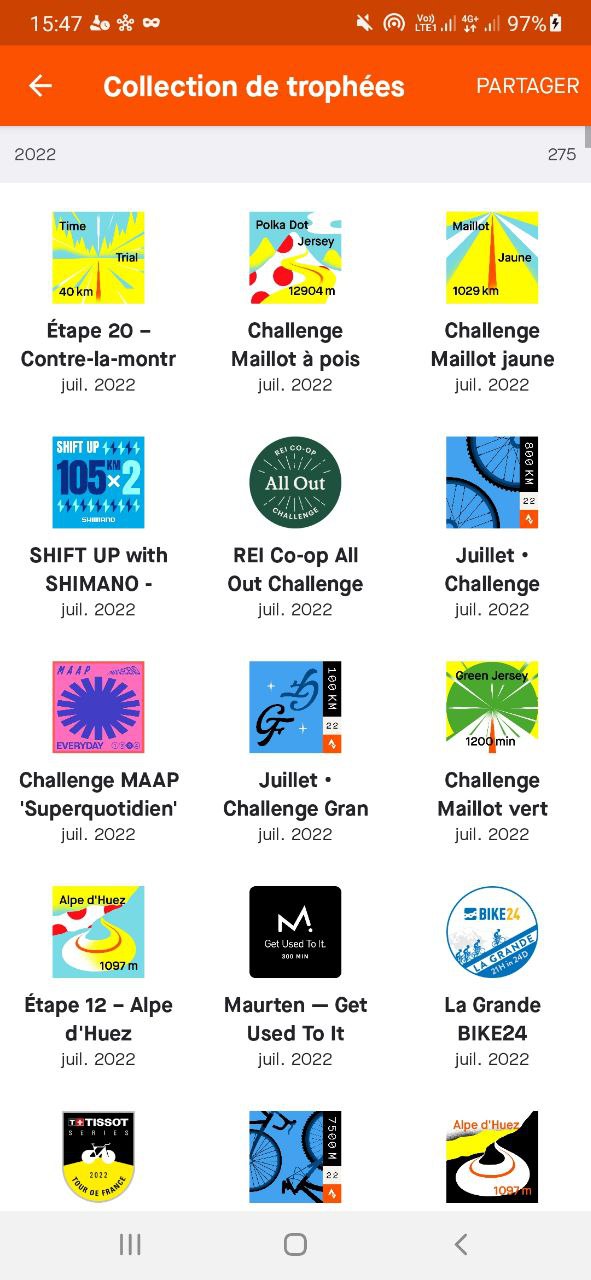 15:47
Vo))
LTE1
4G+
97%
Collection de trophées
PARTAGER
2022
275
Time
Trial
40 km
Polka Dot
Jersey
12904 m
Maillot
Jaune
1029 km
Étape 20 –
Contre-la-montr
juil. 2022
Challenge
Maillot à pois
juil. 2022
Challenge
Maillot jaune
juil. 2022
SHIFT UP
105KM×2
SHIMANO
REI CO-OP
All Out
CHALLENGE
800 KM
22
SHIFT UP with
SHIMANO -
juil. 2022
REI Co-op All
Out Challenge
juil. 2022
Juillet •
Challenge
juil. 2022
MAAP
EVERYDAY
GF
100 KM
22
Green Jersey
1200 min
Challenge MAAP
'Superquotidien'
juil. 2022
Juillet •
Challenge Gran
juil. 2022
Challenge
Maillot vert
juil. 2022
Alpe d'Huez
1097 m
M.
Get Used To It.
300 MIN
BIKE24
LA GRANDE
21H in 24D
Étape 12 – Alpe
d'Huez
juil. 2022
Maurten — Get
Used To It
juil. 2022
La Grande
BIKE24
juil. 2022
T+ TISSOT
SERIES
2022
TOUR DE FRANCE
7500 M
22
Alpe d'Huez
1097 m